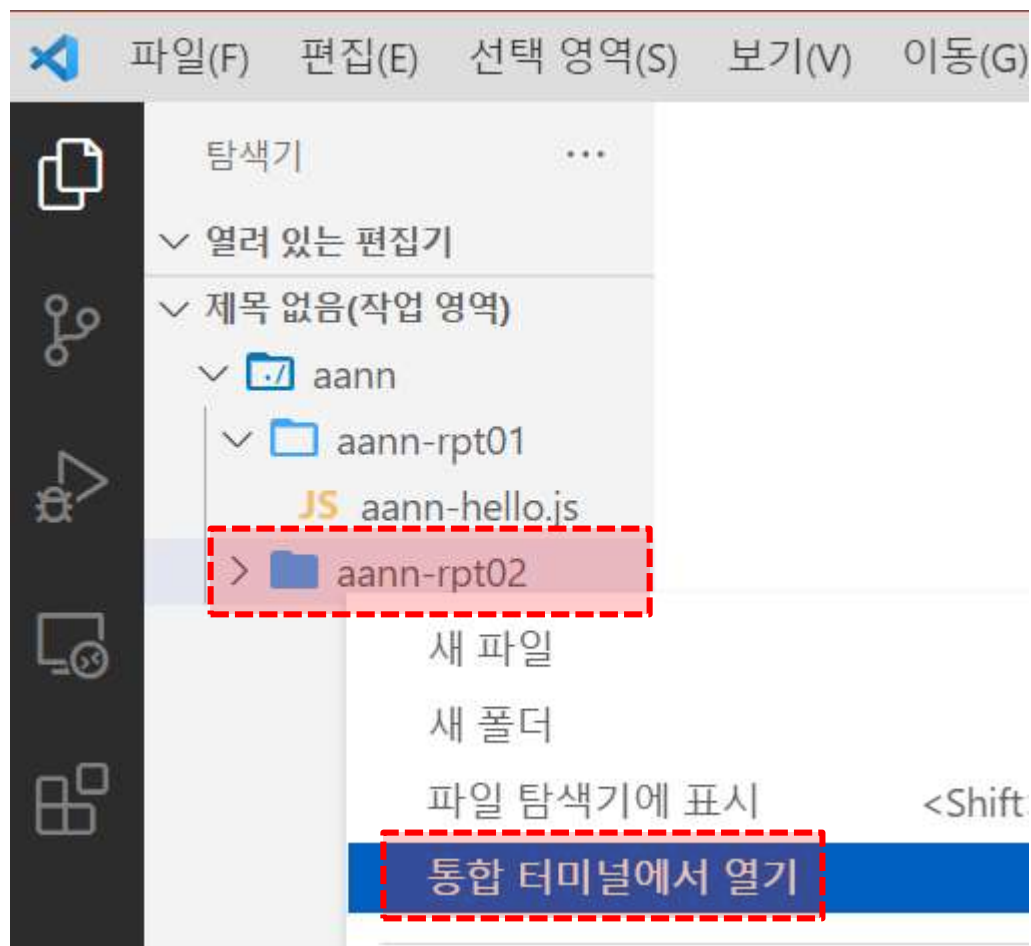 파일(F) 편집(E) 선택 영역(S) 보기(V) 이동(G)
탐색기 ...
열려 있는 편집기
제목 없음(작업 영역)
aann
aann-rpt01
JS aann-hello.js
aann-rpt02
새 파일
새 폴더
파일 탐색기에 표시 <Shift
통합 터미널에서 열기